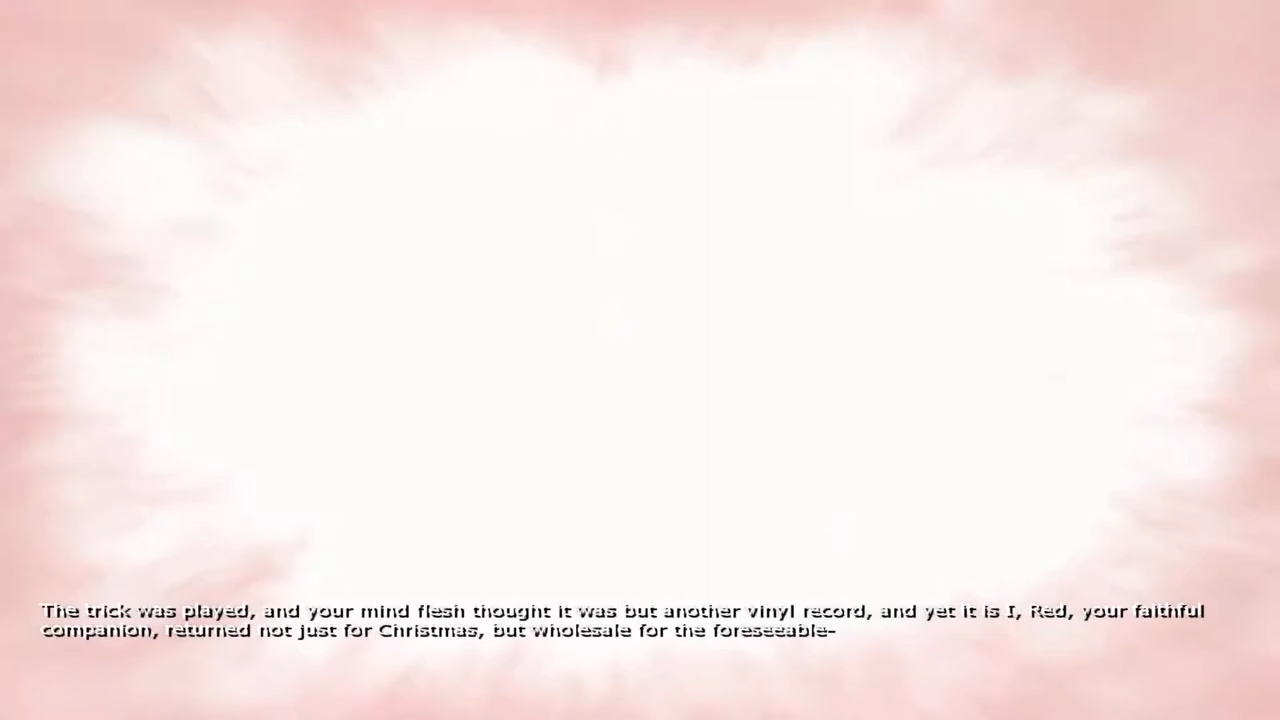 The trick was played, and your mind flesh thought it was but another vinyl record, and yet it is I, Red, your faithful
companion, returned not just for Christmas, but wholesale for the foreseeable-